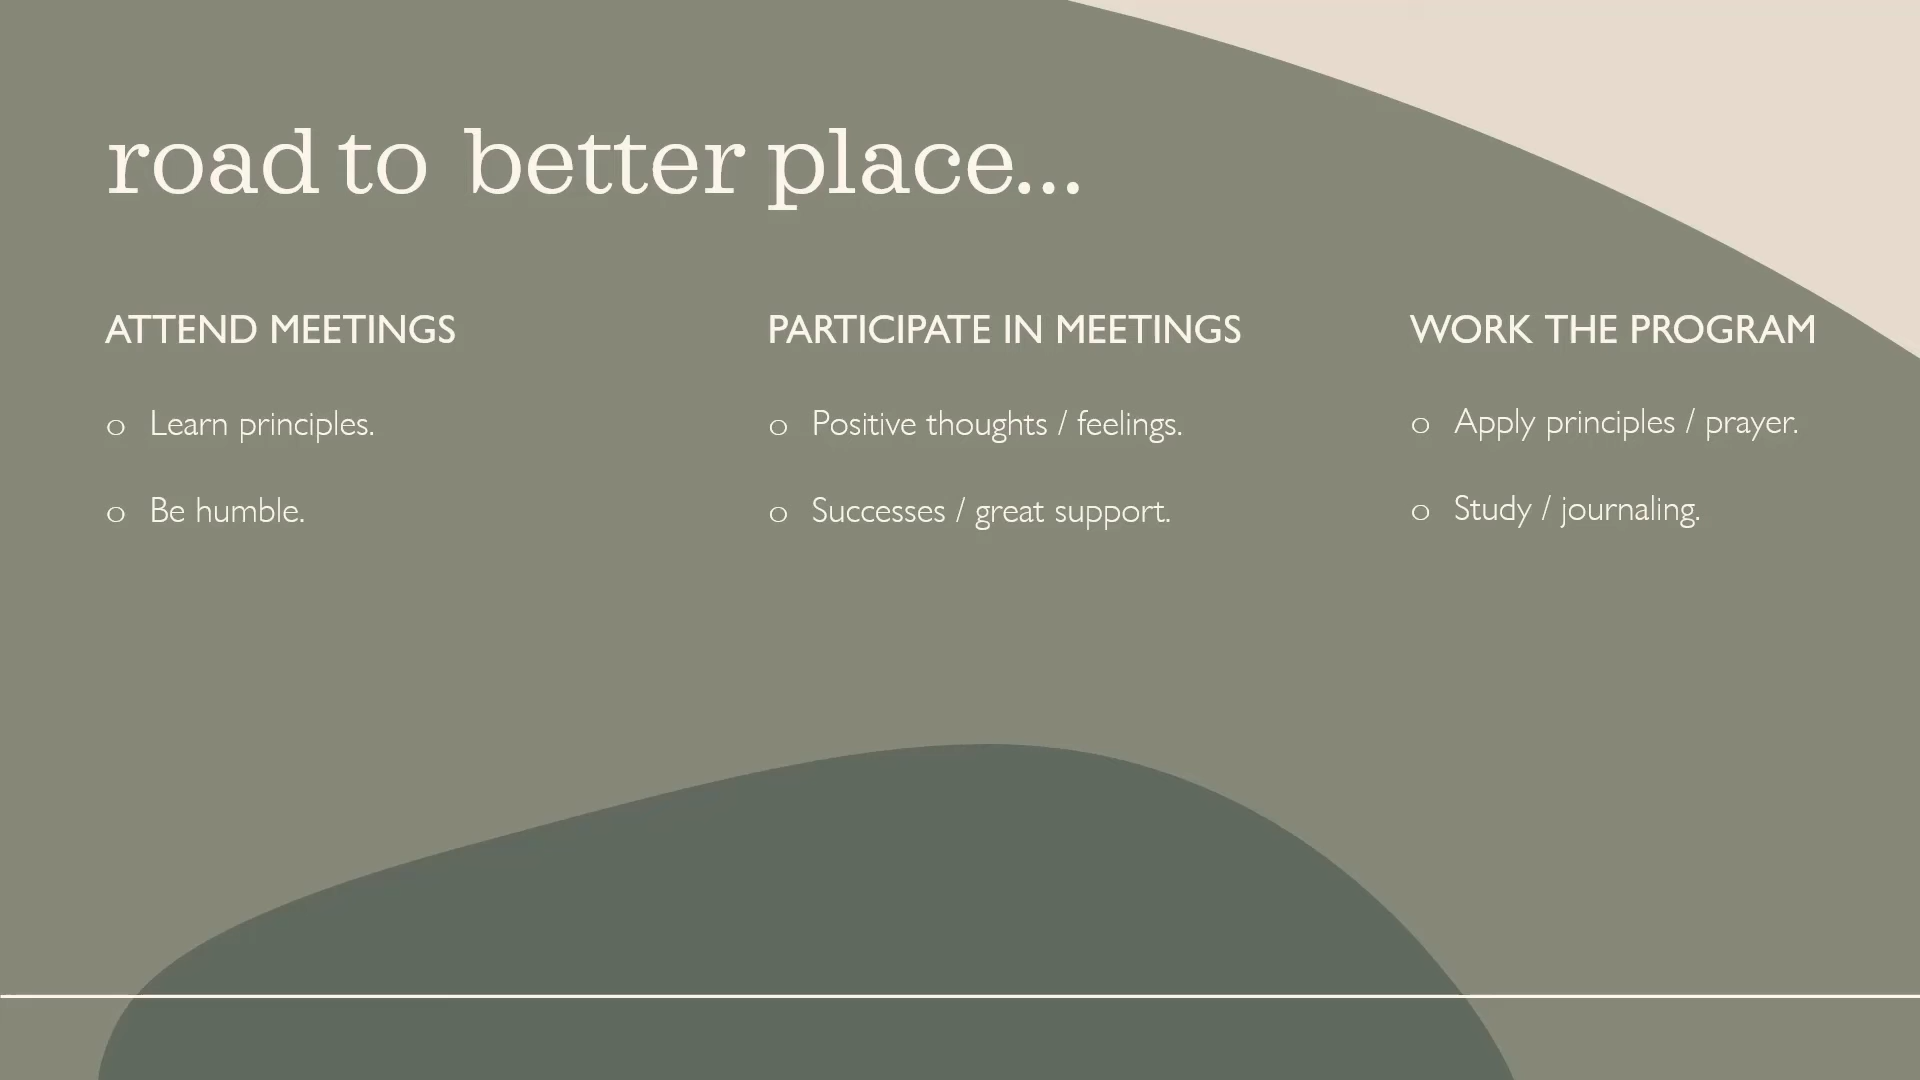 road to better place...
ATTEND MEETINGS
o Learn principles.
o Be humble.
PARTICIPATE IN MEETINGS
o Positive thoughts / feelings.
o Successes / great support.
WORK THE PROGRAM
o Apply principles / prayer.
o Study / journaling.